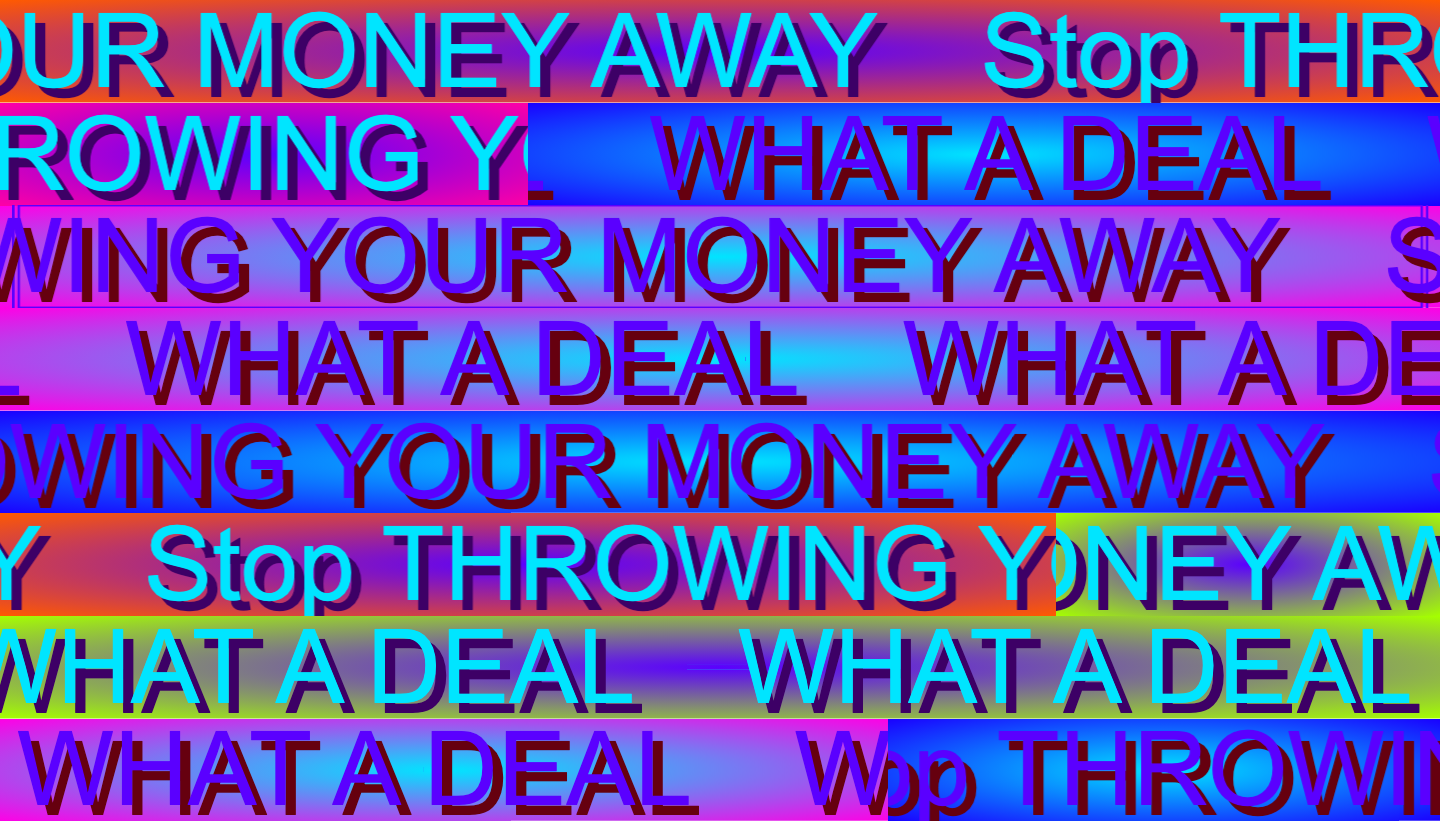 OUR MONEY AWAY Stop THRO
ROWING Y WHAT A DEAL
WING YOUR MONEY AWAY S
L WHAT A DEAL WHAT A DE
OWING YOUR MONEY AWAY S
Y Stop THROWING Y ONEY AW
WHAT A DEAL WHAT A DEAL
WHAT A DEAL W op THROWIN